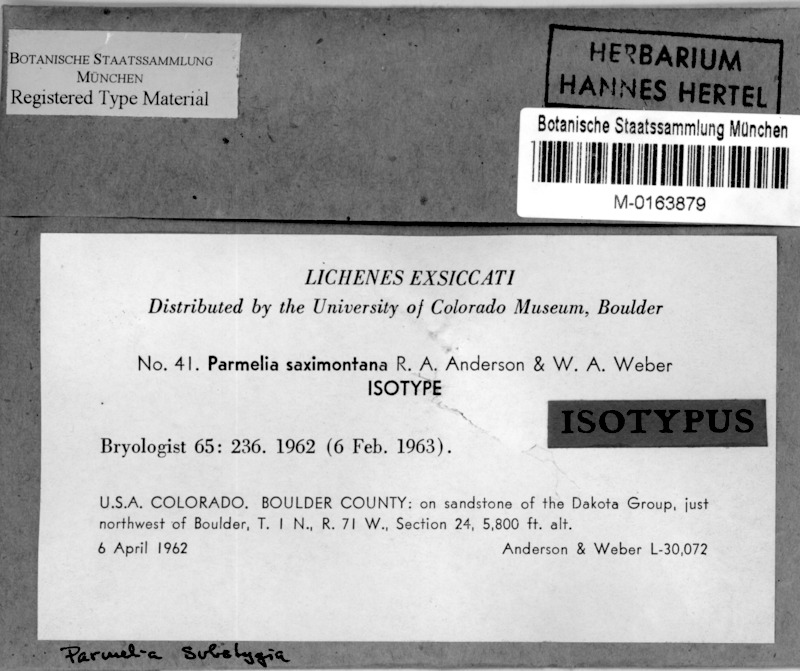 BOTANISCHE STAATSSAMMLUNG
MÜNCHEN
Registered Type Material
HERBARIUM
HANNES HERTEL
Botanische Staatssammlung München
M-0163879
LICHENES EXSICCATI
Distributed by the University of Colorado Museum, Boulder
No. 41. Parmelia saximontana R. A. Anderson & W. A. Weber
ISOTYPE
ISOTYPUS
Bryologist 65: 236. 1962 (6 Feb. 1963).
U.S.A. COLORADO. BOULDER COUNTY: on sandstone of the Dakota Group, just
northwest of Boulder, T. 1 N., R. 71 W., Section 24, 5,800 ft. alt.
6 April 1962 Anderson & Weber L-30,072
Parmelia substygia